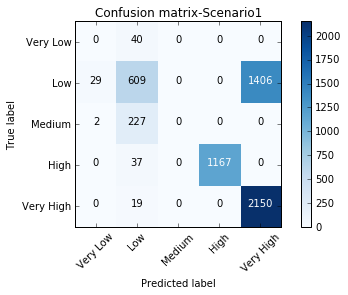 Confusion matrix-Scenario1
True label
Very Low 0 40 0 0 0
Low 29 609 0 0 1406
Medium 2 227 0 0 0
High 0 37 0 1167 0
Very High 0 19 0 0 2150
Very Low Low Medium High Very High
Predicted label
2000
1750
1500
1250
1000
750
500
250
0